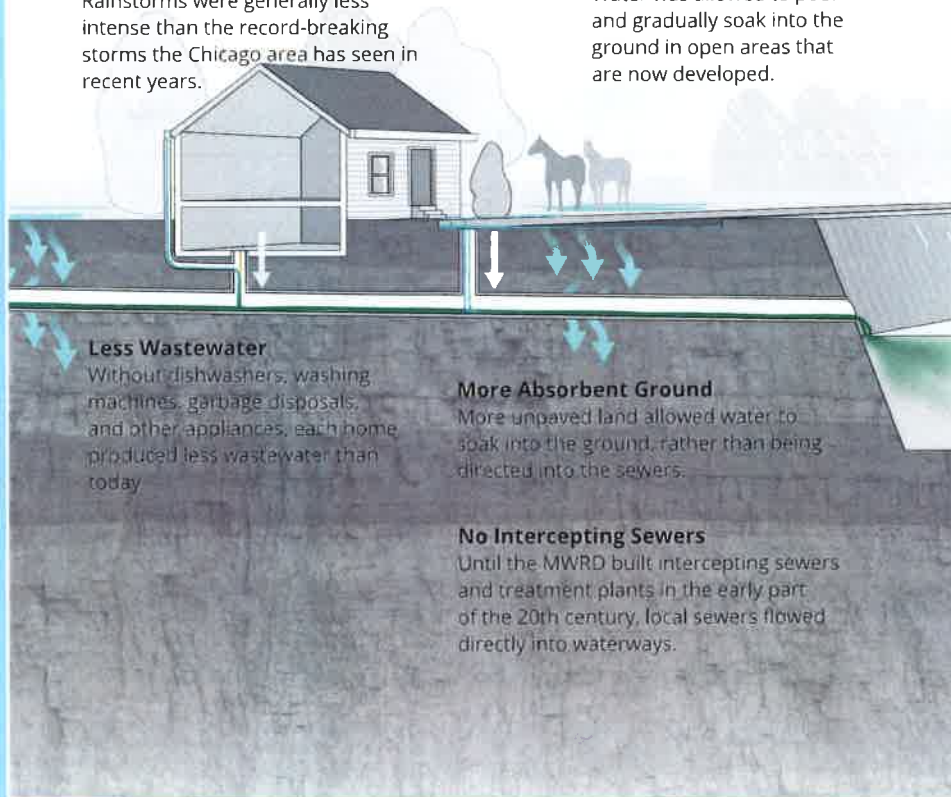 Rainstorms were generally less
intense than the record-breaking
storms the Chicago area has seen in
recent years.
and gradually soak into the
ground in open areas that
are now developed.
Less Wastewater
Without dishwashers, washing
machines, garbage disposals,
and other appliances, each home
produced less wastewater than
today
More Absorbent Ground
More unpaved land allowed water to
soak into the ground, rather than being
directed into the sewers.
No Intercepting Sewers
Until the MWRD built intercepting sewers
and treatment plants in the early part
of the 20th century, local sewers flowed
directly into waterways.